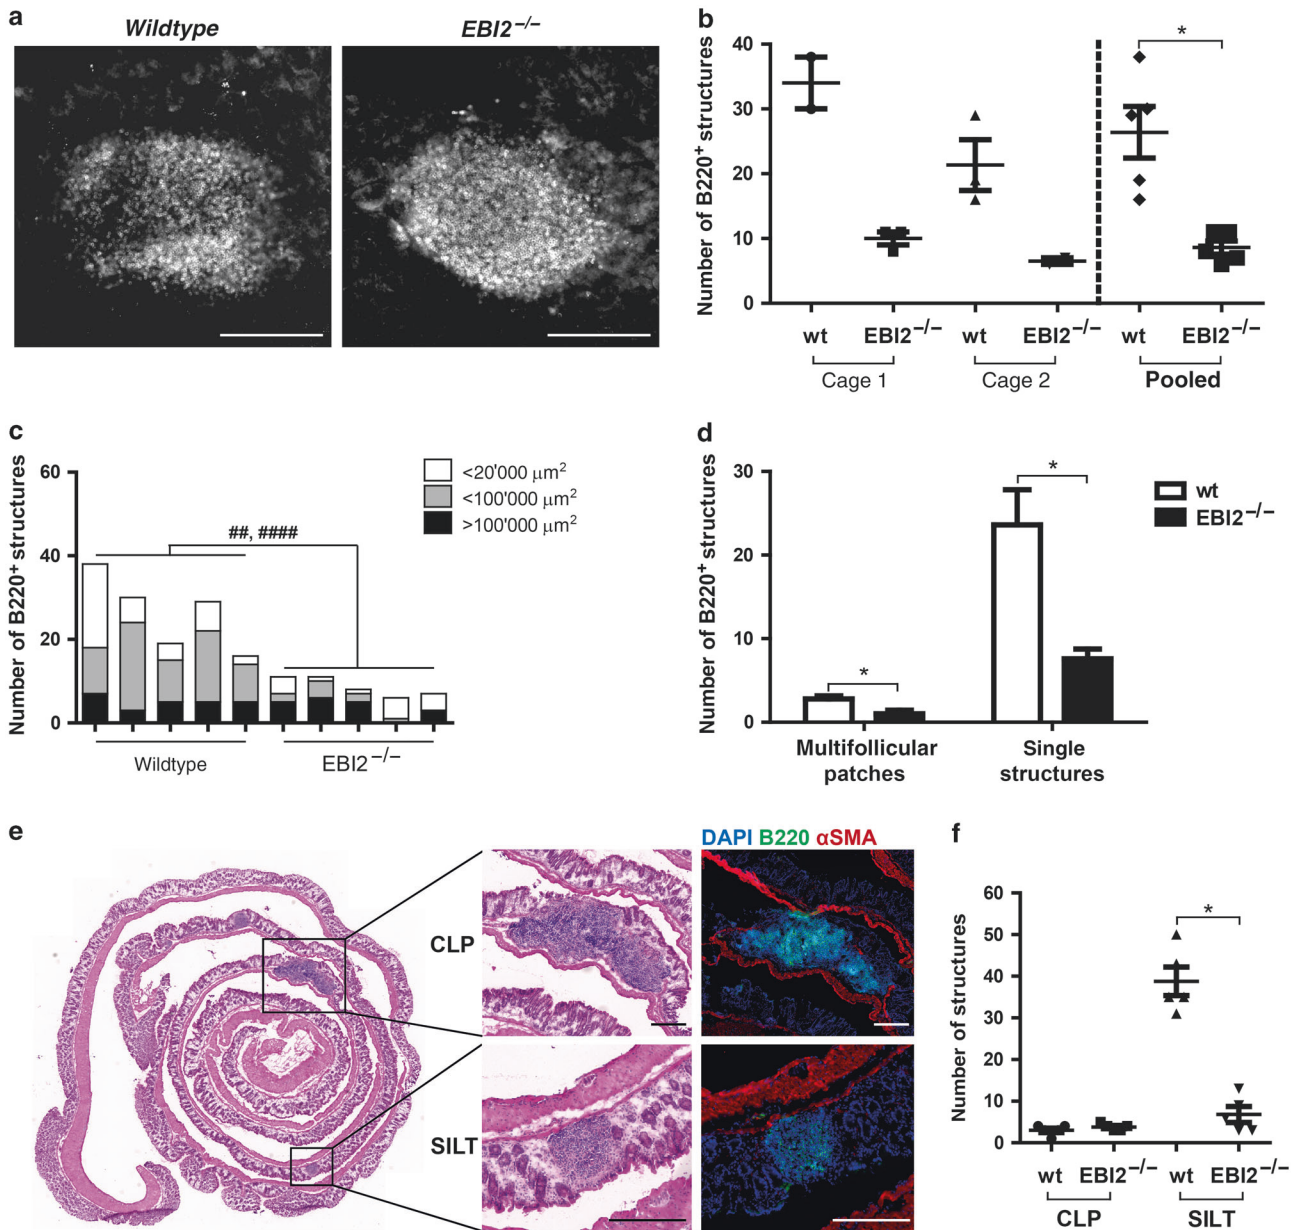 a
Wildtype
EBI2−/−
b
Number of B220+ structures
40
30
20
10
0
*
wt
EBI2−/−
wt
EBI2−/−
wt
EBI2−/−
Cage 1
Cage 2
Pooled
c
Number of B220+ structures
60
40
20
0
<20'000 µm2
<100'000 µm2
>100'000 µm2
##, ####
Wildtype
EBI2−/−
d
Number of B220+ structures
30
20
10
0
*
*
wt
EBI2−/−
Multifollicular
patches
Single
structures
e
DAPI B220 αSMA
CLP
SILT
f
Number of structures
60
50
40
30
20
10
0
*
wt
EBI2−/−
wt
EBI2−/−
CLP
SILT